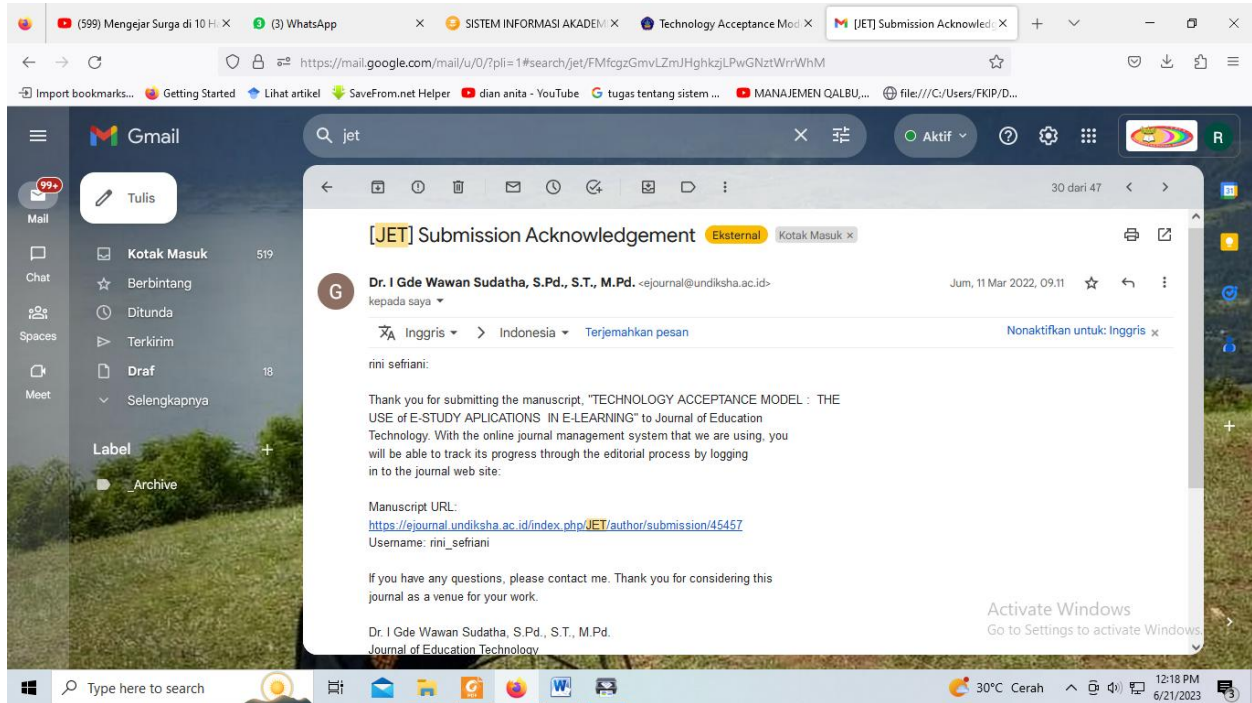 (599) Mengejar Surga di 10 H
(3) WhatsApp
SISTEM INFORMASI AKADEMI
Technology Acceptance Mod
[JET] Submission Acknowledg
https://mail.google.com/mail/u/0/?pli=1#search/jet/FMfcgzGmvLZmJHghkzjLPwGNztWrrWhM
Import bookmarks...
Getting Started
Lihat artikel
SaveFrom.net Helper
dian anita - YouTube
tugas tentang sistem ...
MANAJEMEN QALBU,...
file:///C:/Users/FKIP/D...
Gmail
jet
Aktif
R
99+
Mail
Chat
Spaces
Meet
Tulis
Kotak Masuk 519
Berbintang
Ditunda
Terkirim
Draf 18
Selengkapnya
Label
_Archive
30 dari 47
31
[JET] Submission Acknowledgement Eksternal Kotak Masuk ×
G
Dr. I Gde Wawan Sudatha, S.Pd., S.T., M.Pd. <ejournal@undiksha.ac.id>
Jum, 11 Mar 2022, 09.11
kepada saya
Inggris > Indonesia Terjemahkan pesan
Nonaktifkan untuk: Inggris ×
rini sefriani:
Thank you for submitting the manuscript, "TECHNOLOGY ACCEPTANCE MODEL : THE
USE of E-STUDY APLICATIONS IN E-LEARNING" to Journal of Education
Technology. With the online journal management system that we are using, you
will be able to track its progress through the editorial process by logging
in to the journal web site:
Manuscript URL:
https://ejournal.undiksha.ac.id/index.php/JET/author/submission/45457
Username: rini_sefriani
If you have any questions, please contact me. Thank you for considering this
journal as a venue for your work.
Dr. I Gde Wawan Sudatha, S.Pd., S.T., M.Pd.
Journal of Education Technology
Activate Windows
Go to Settings to activate Windows.
Type here to search
30°C Cerah
12:18 PM
6/21/2023
3